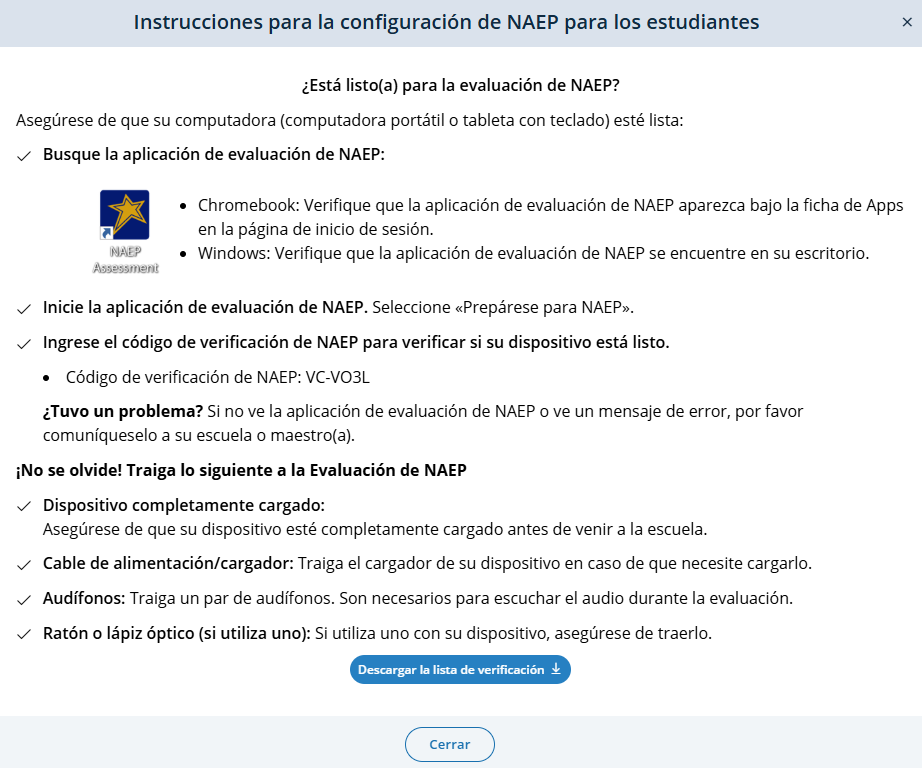 Instrucciones para la configuración de NAEP para los estudiantes
¿Está listo(a) para la evaluación de NAEP?
Asegúrese de que su computadora (computadora portátil o tableta con teclado) esté lista:
Busque la aplicación de evaluación de NAEP:
NAEP
Assessment
Chromebook: Verifique que la aplicación de evaluación de NAEP aparezca bajo la ficha de Apps
en la página de inicio de sesión.
Windows: Verifique que la aplicación de evaluación de NAEP se encuentre en su escritorio.
Inicie la aplicación de evaluación de NAEP. Seleccione «Prepárese para NAEP».
Ingrese el código de verificación de NAEP para verificar si su dispositivo está listo.
Código de verificación de NAEP: VC-VO3L
¿Tuvo un problema? Si no ve la aplicación de evaluación de NAEP o ve un mensaje de error, por favor
comuníqueselo a su escuela o maestro(a).
¡No se olvide! Traiga lo siguiente a la Evaluación de NAEP
Dispositivo completamente cargado:
Asegúrese de que su dispositivo esté completamente cargado antes de venir a la escuela.
Cable de alimentación/cargador: Traiga el cargador de su dispositivo en caso de que necesite cargarlo.
Audífonos: Traiga un par de audífonos. Son necesarios para escuchar el audio durante la evaluación.
Ratón o lápiz óptico (si utiliza uno): Si utiliza uno con su dispositivo, asegúrese de traerlo.
Descargar la lista de verificación
Cerrar